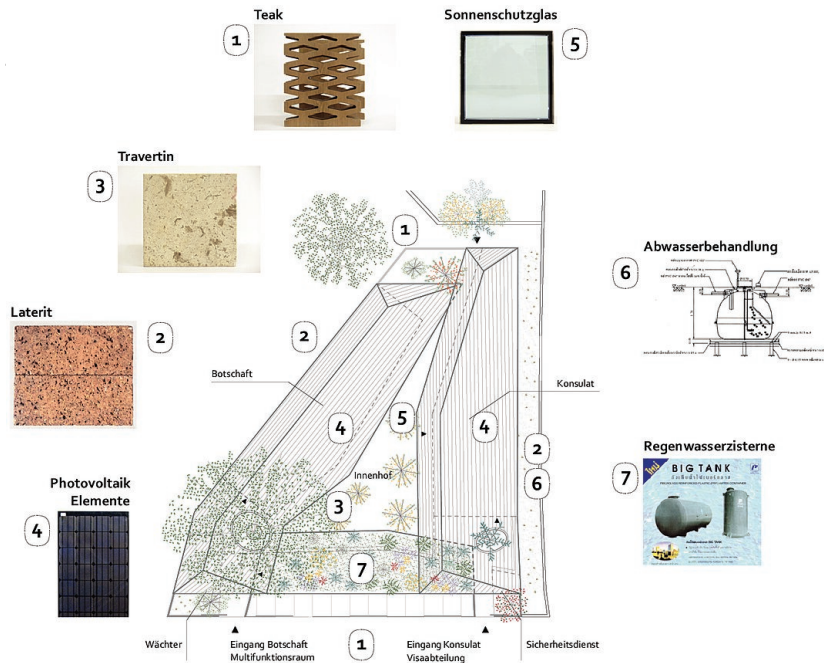 Teak
1
Sonnenschutzglas
5
Travertin
3
1
Abwasserbehandlung
6
Laterit
2
2
Botschaft
Konsulat
4
5
4
2
Innenhof
3
6
Regenwasserzisterne
7
BIG TANK
Photovoltaik
Elemente
4
7
Wächter
Eingang Botschaft
Multifunktionsraum
1
Eingang Konsulat
Visaabteilung
Sicherheitsdienst